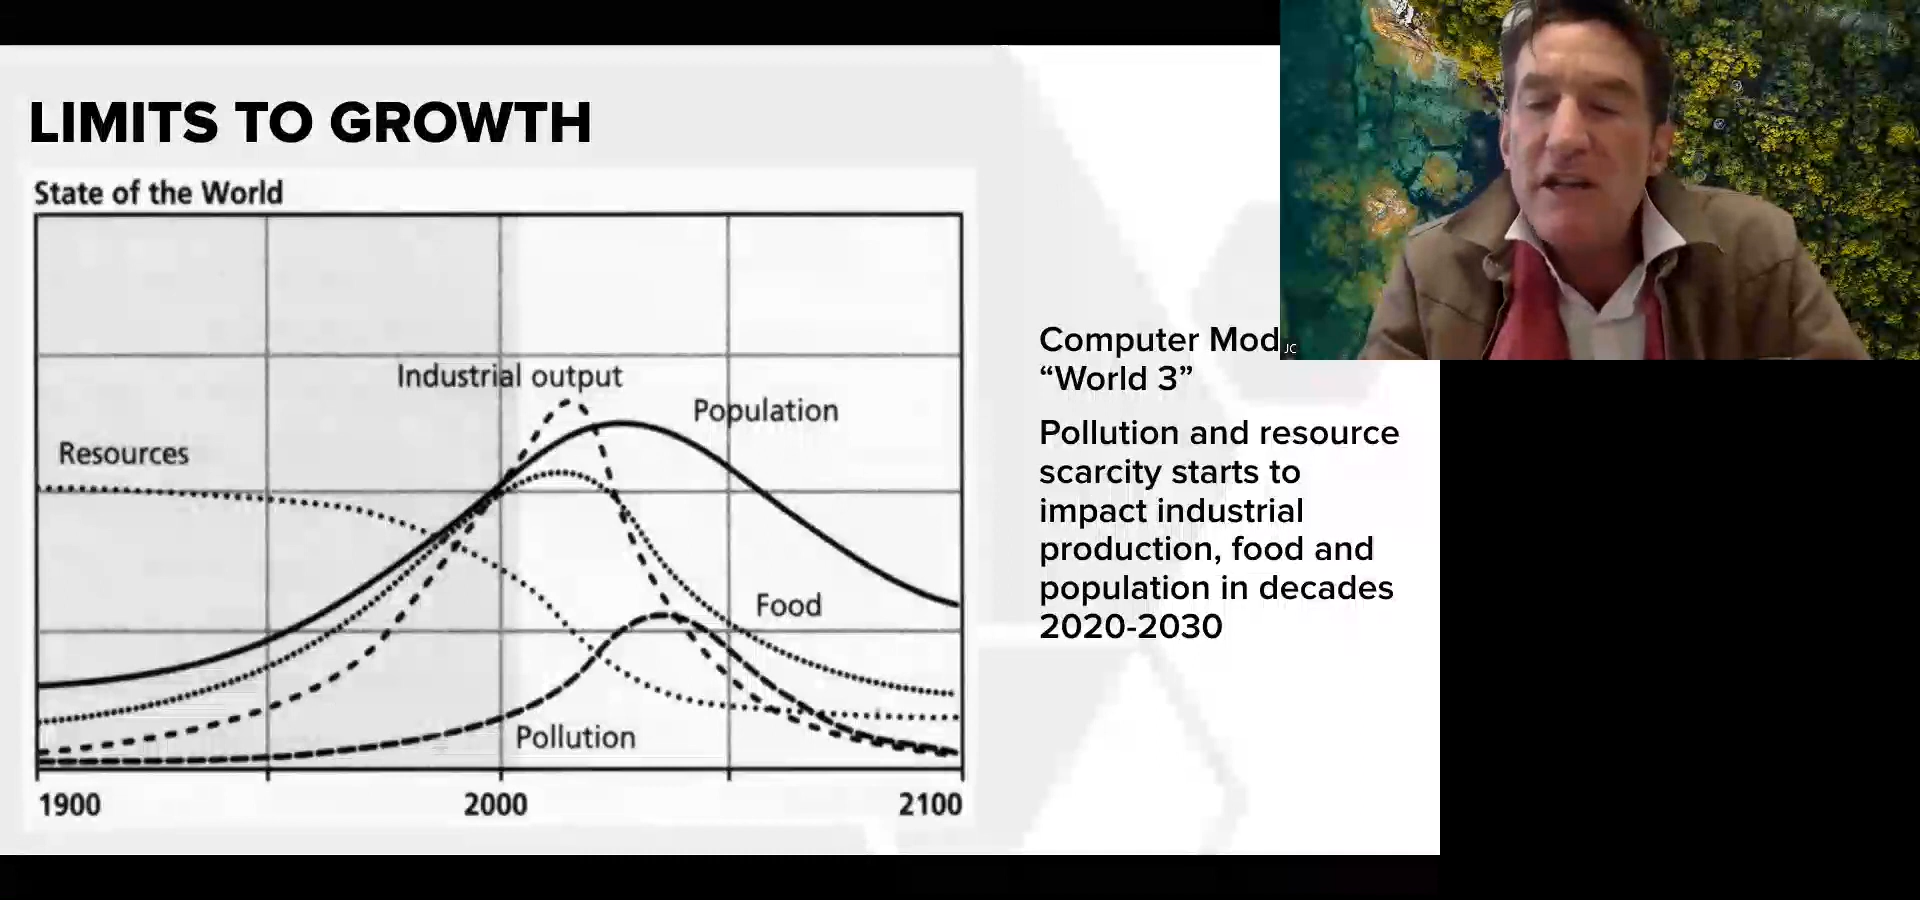 LIMITS TO GROWTH
State of the World
Industrial output
Population
Resources
Food
Pollution
1900 2000 2100
Computer Mod
“World 3”
Pollution and resource
scarcity starts to
impact industrial
production, food and
population in decades
2020-2030
JC